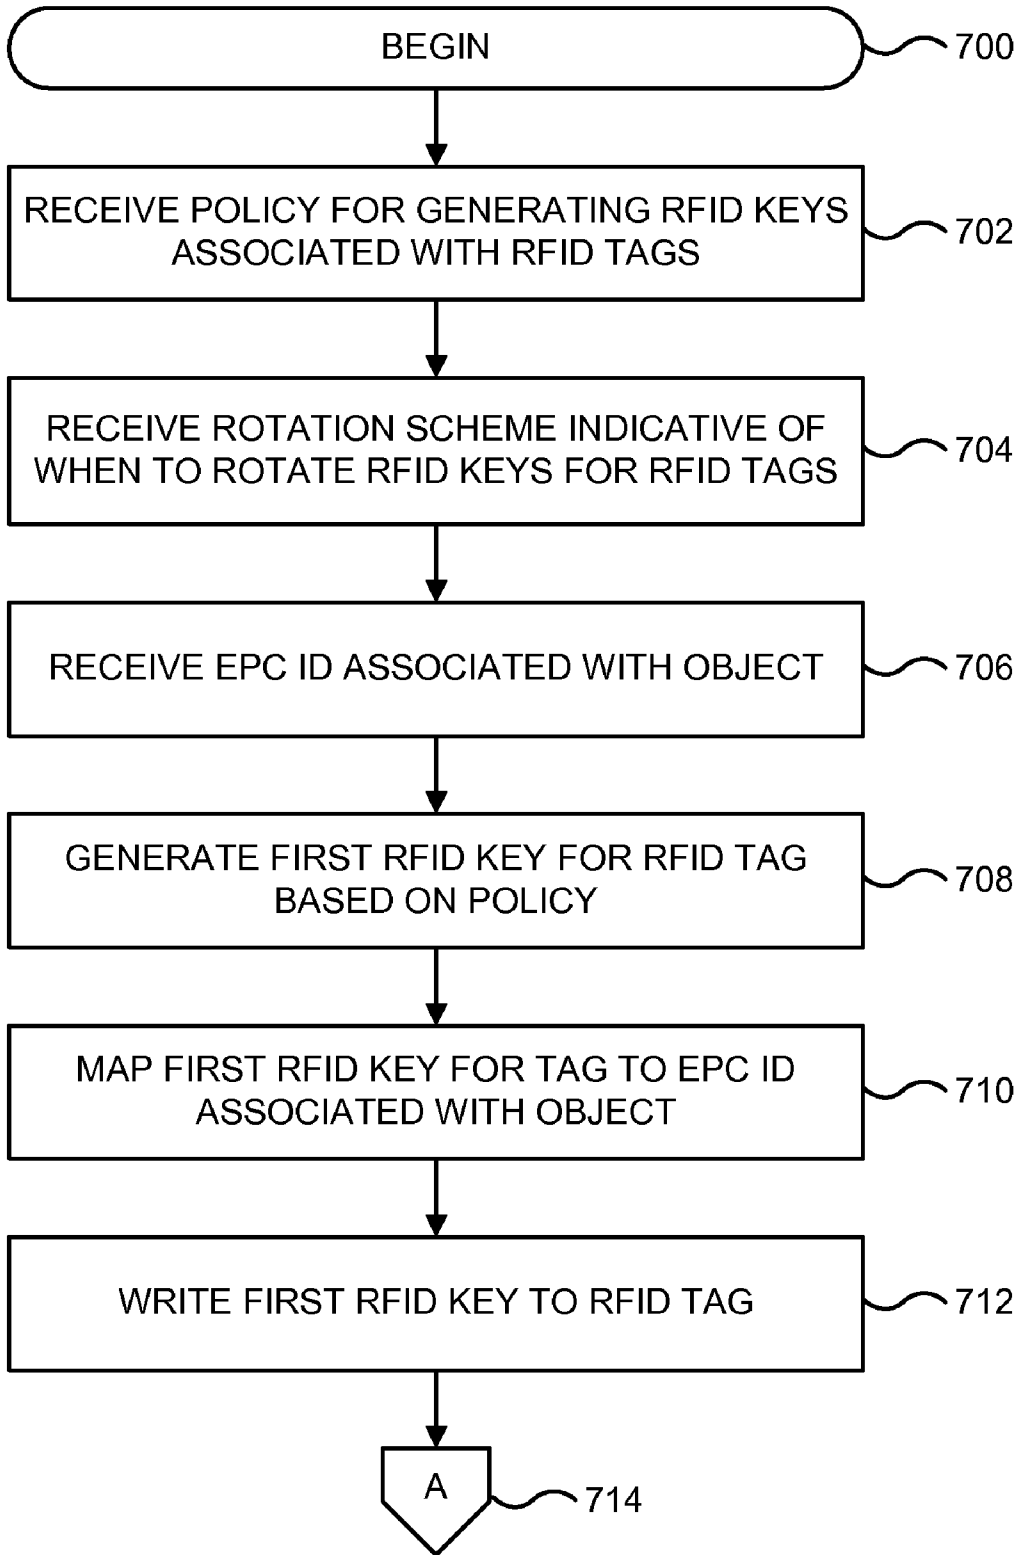 BEGIN
700
RECEIVE POLICY FOR GENERATING RFID KEYS
ASSOCIATED WITH RFID TAGS
702
RECEIVE ROTATION SCHEME INDICATIVE OF
WHEN TO ROTATE RFID KEYS FOR RFID TAGS
704
RECEIVE EPC ID ASSOCIATED WITH OBJECT
706
GENERATE FIRST RFID KEY FOR RFID TAG
BASED ON POLICY
708
MAP FIRST RFID KEY FOR TAG TO EPC ID
ASSOCIATED WITH OBJECT
710
WRITE FIRST RFID KEY TO RFID TAG
712
A
714